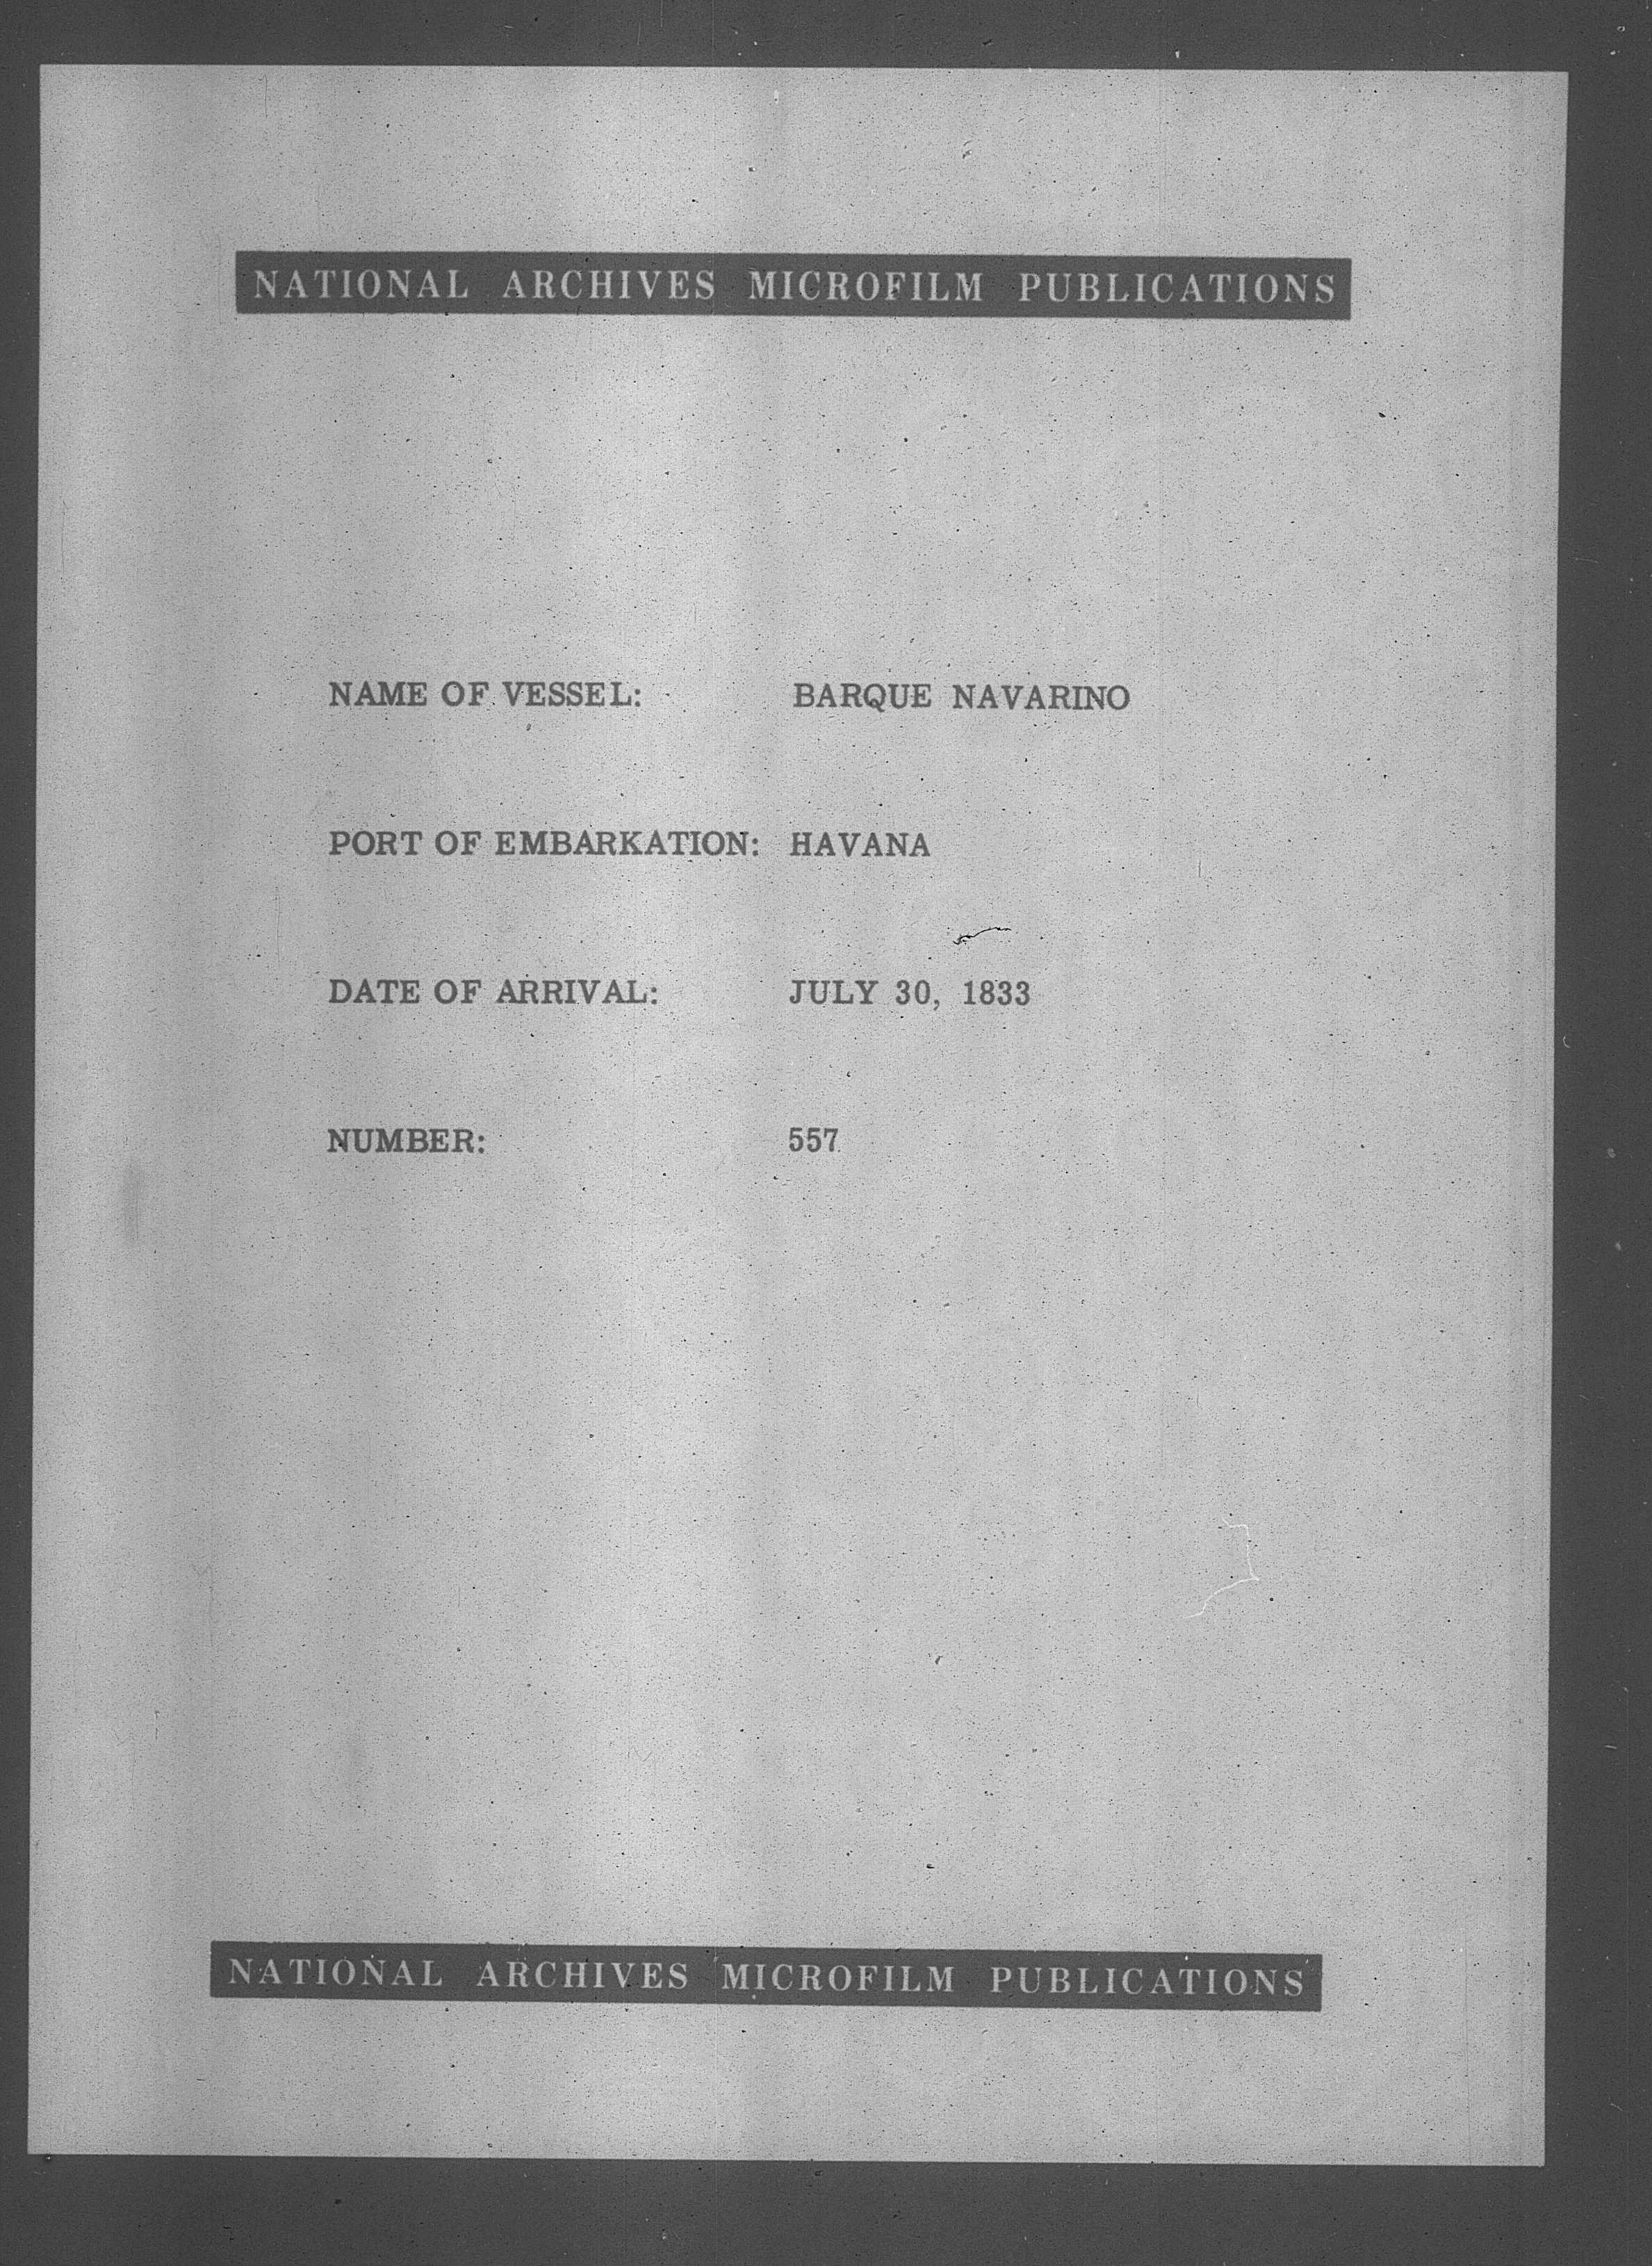 NATIONAL ARCHIVES MICROFILM PUBLICATIONS
NAME OF VESSEL: BARQUE NAVARINO
PORT OF EMBARKATION: HAVANA
DATE OF ARRIVAL: JULY 30, 1833
NUMBER: 557
NATIONAL ARCHIVES MICROFILM PUBLICATIONS